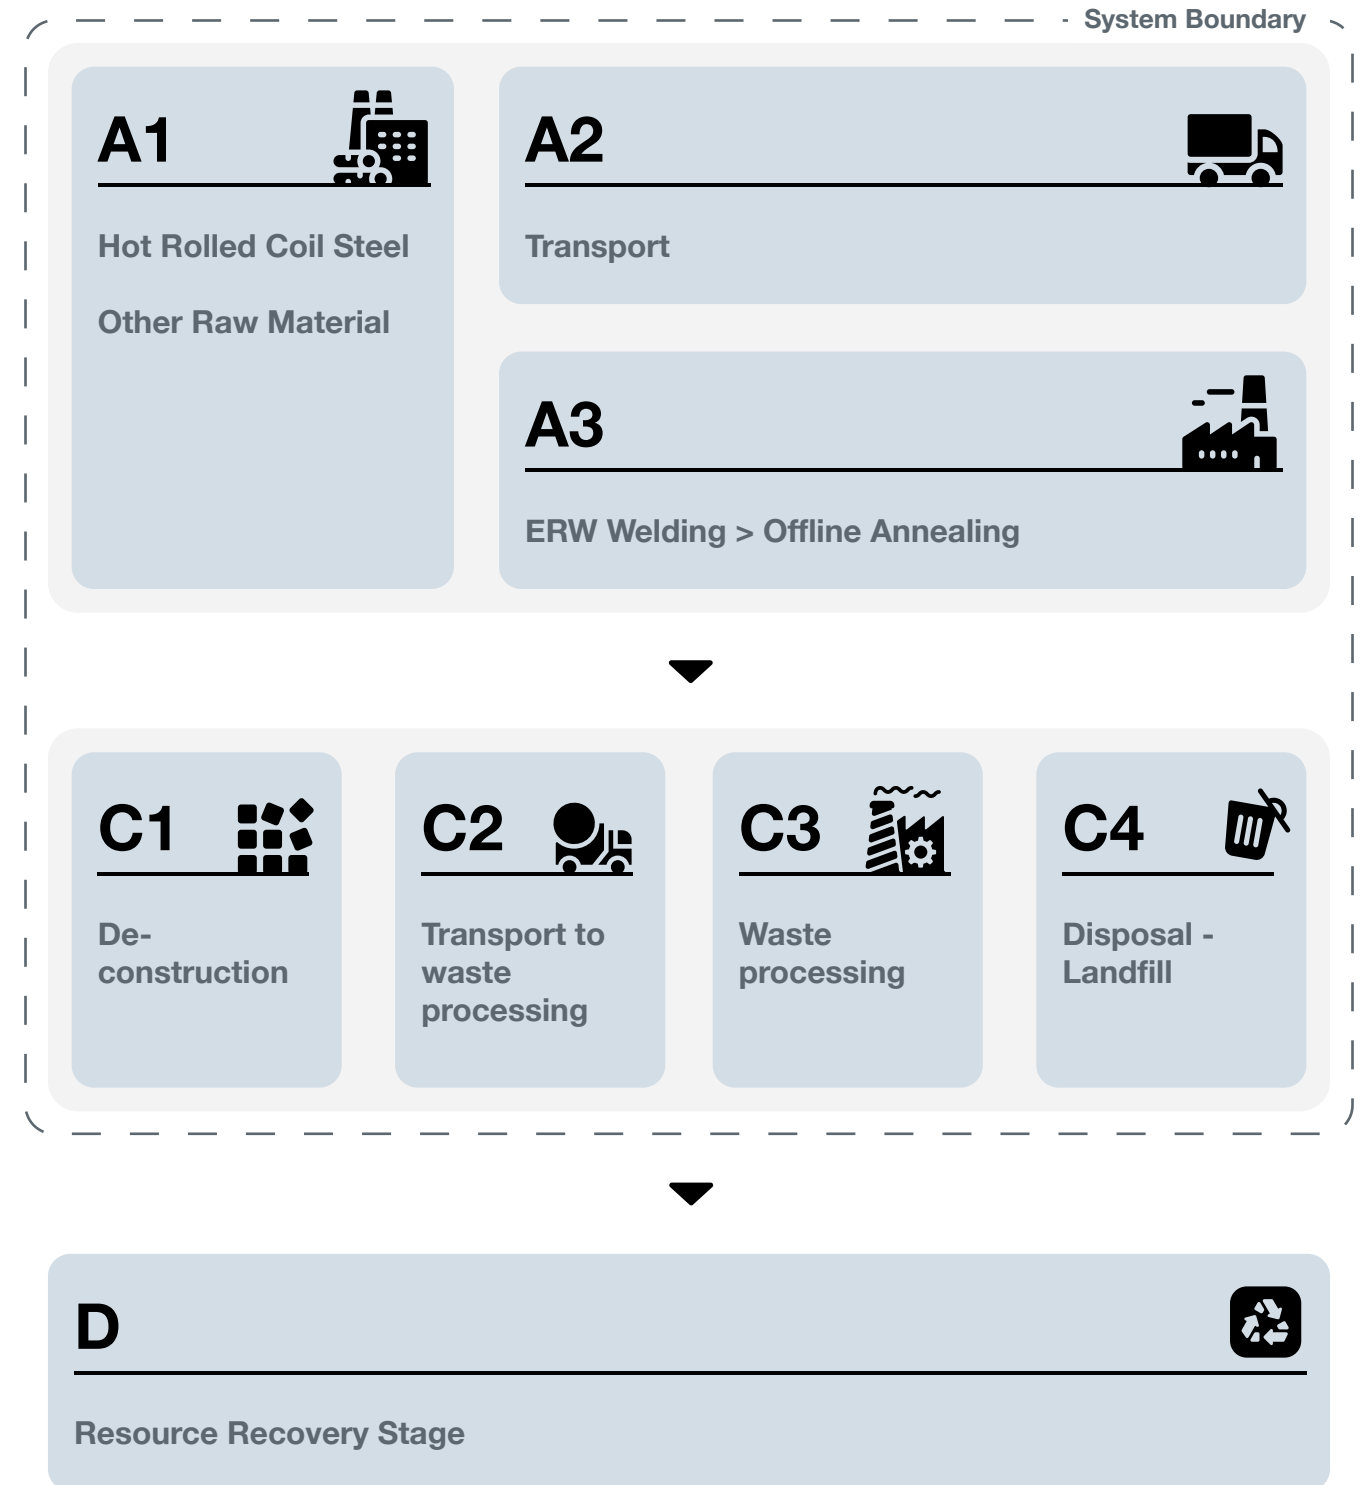 System Boundary
A1
Hot Rolled Coil Steel
Other Raw Material
A2
Transport
A3
ERW Welding > Offline Annealing
C1
De-
construction
C2
Transport to
waste
processing
C3
Waste
processing
C4
Disposal -
Landfill
D
Resource Recovery Stage